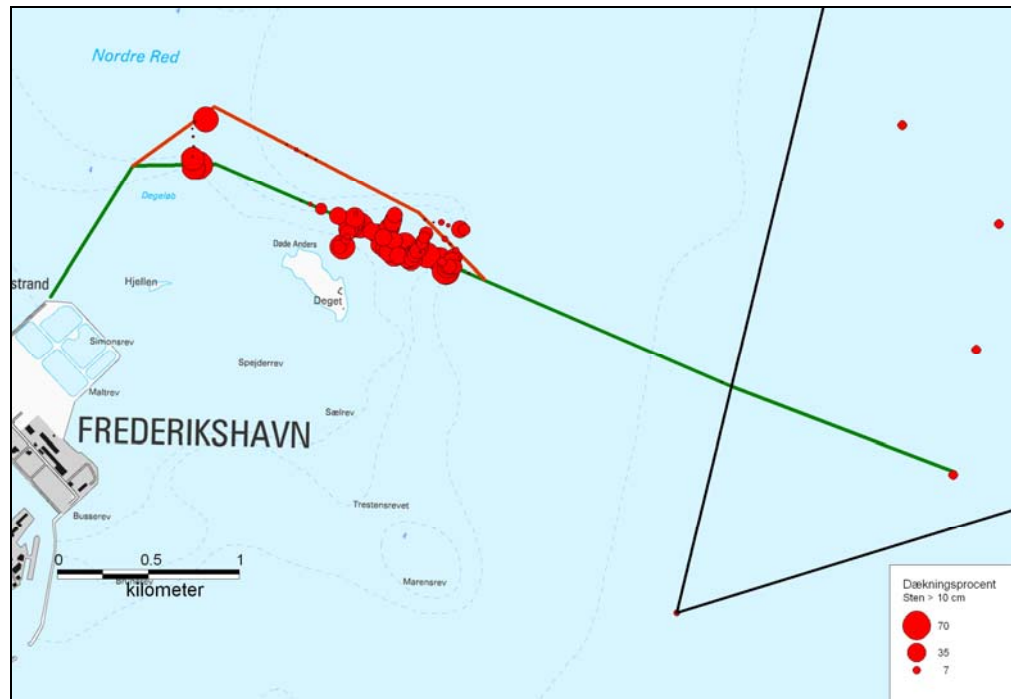 Nordre Red
Degeløb
Døde Anders
strand
Hjellen
Deget
Simonsrev
Spejderrev
Maltrev
Sælrev
FREDERIKSHAVN
Trestensrevet
Busserev
0 0.5 1
kilometer
Marensrev
Dækningsprocent
Sten > 10 cm
70
35
7